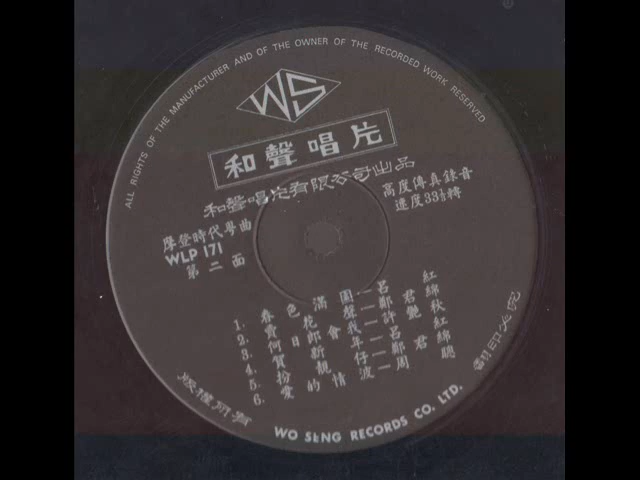 ALL RIGHTS OF THE MANUFACTURER AND OF THE OWNER OF THE RECORDED WORK RESERVED
WS
和聲唱片
和聲唱片有限公司出品
摩登時代粵曲
WLP 171
第二面
高度傳真錄音
速度33⅓轉
1. 春色滿園—呂紅
2. 賣花聲—鄭君綿
3. 何日郎會我—許艷秋
4. 賀新年—呂紅
5. 扮靚仔—鄭君綿
6. 愛的情波—周聰
版權所有
翻印必究
WO SENG RECORDS CO. LTD.